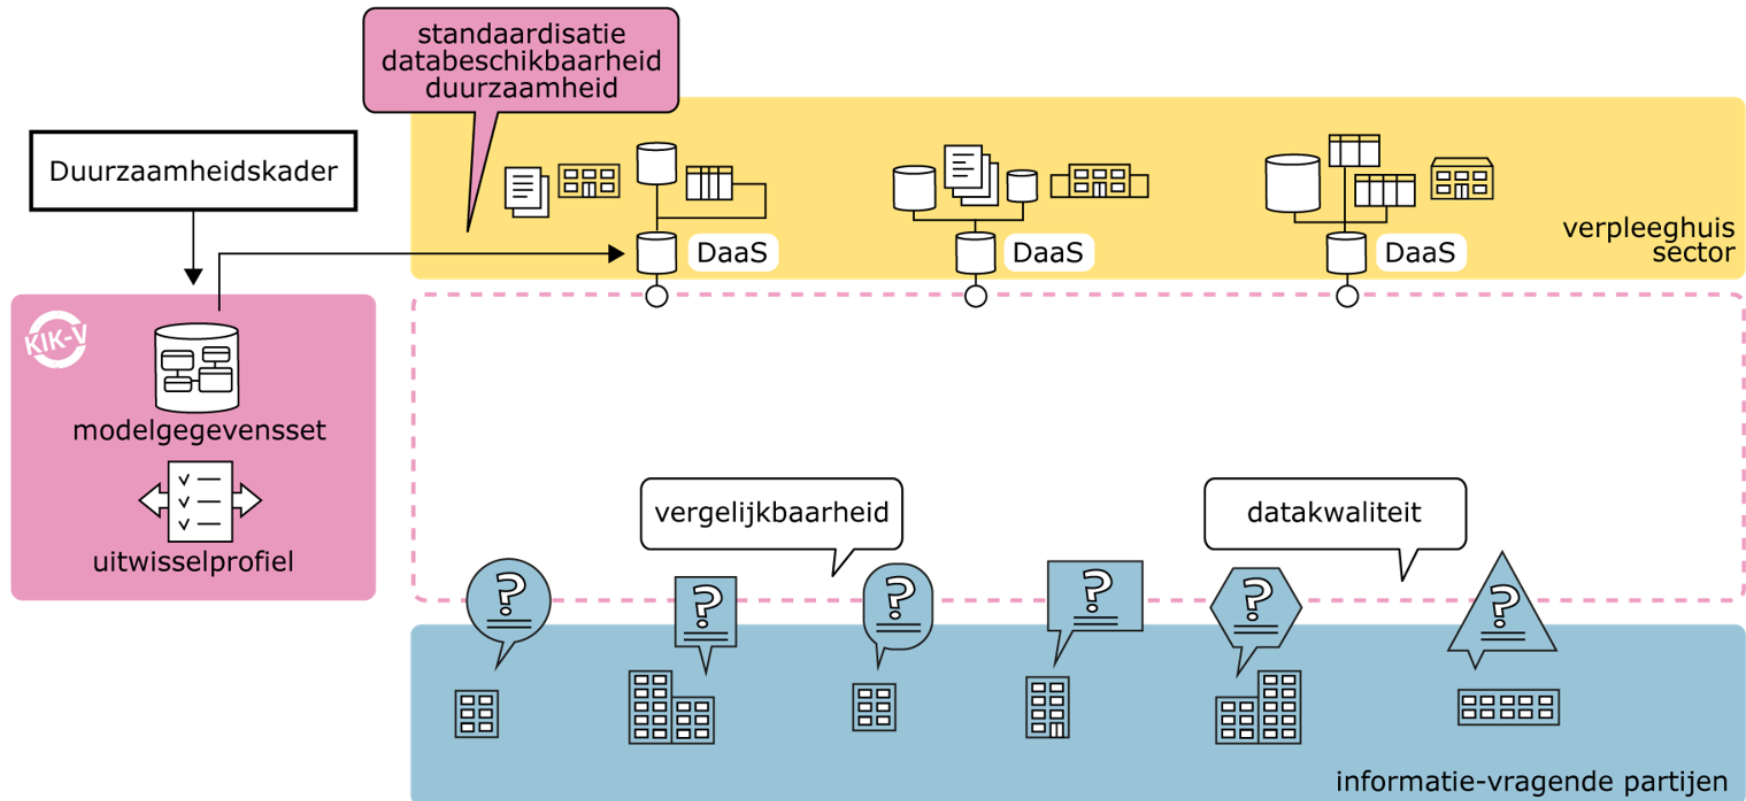 standaardisatie
databeschikbaarheid
duurzaamheid
Duurzaamheidskader
verpleeghuis
sector
DaaS
DaaS
DaaS
KIK-V
modelgegevensset
uitwisselprofiel
vergelijkbaarheid
datakwaliteit
?
?
?
?
?
?
informatie-vragende partijen